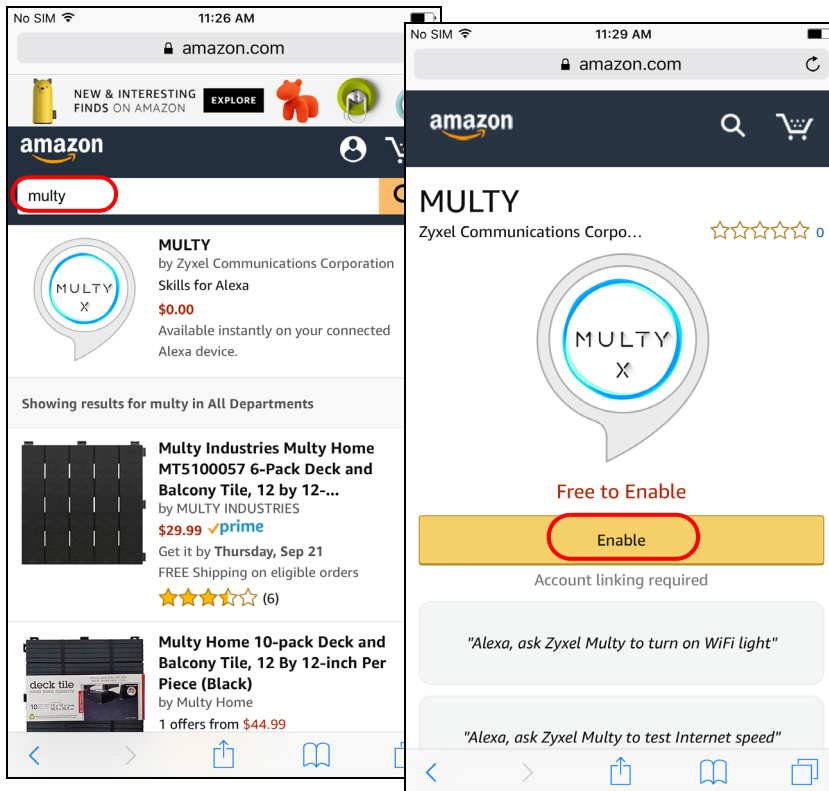 No SIM 11:26 AM
amazon.com
NEW & INTERESTING
FINDS ON AMAZON
EXPLORE
amazon
multy
MULTY
X
MULTY
by Zyxel Communications Corporation
Skills for Alexa
$0.00
Available instantly on your connected
Alexa device.
Showing results for multy in All Departments
Multy Industries Multy Home
MT5100057 6-Pack Deck and
Balcony Tile, 12 by 12-...
by MULTY INDUSTRIES
$29.99 prime
Get it by Thursday, Sep 21
FREE Shipping on eligible orders
(6)
deck tile
10
Multy Home 10-pack Deck and
Balcony Tile, 12 By 12-inch Per
Piece (Black)
by Multy Home
1 offers from $44.99
No SIM 11:29 AM
amazon.com
amazon
MULTY
Zyxel Communications Corpo... 0
MULTY
X
Free to Enable
Enable
Account linking required
"Alexa, ask Zyxel Multy to turn on WiFi light"
"Alexa, ask Zyxel Multy to test Internet speed"